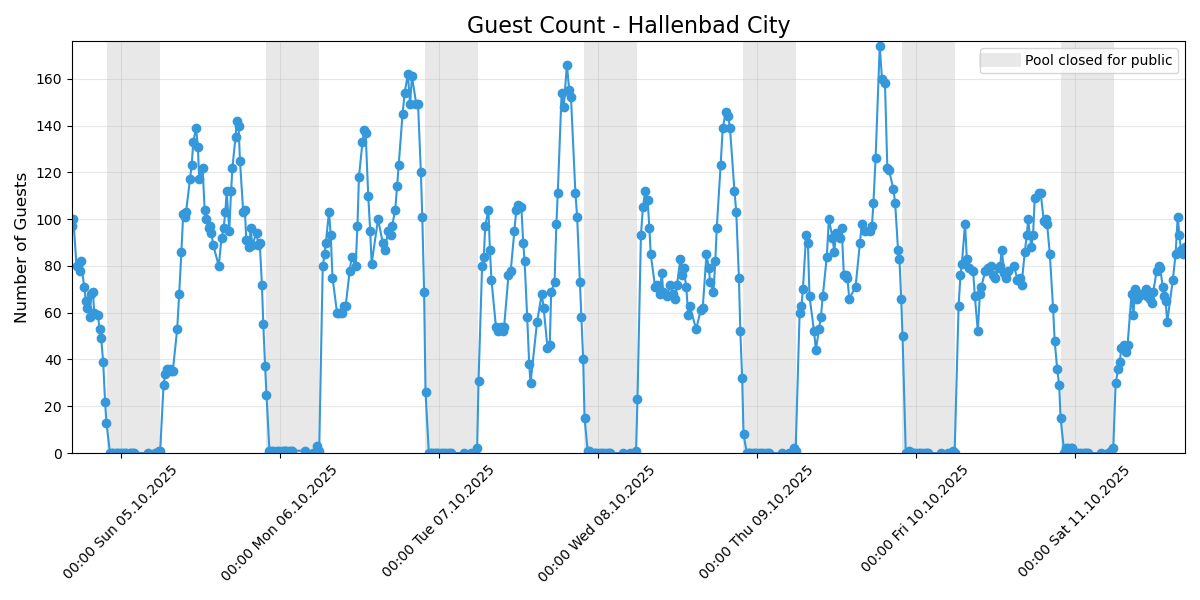 Guest Count - Hallenbad City
Pool closed for public
Number of Guests
160
140
120
100
80
60
40
20
0
00:00 Sun 05.10.2025
00:00 Mon 06.10.2025
00:00 Tue 07.10.2025
00:00 Wed 08.10.2025
00:00 Thu 09.10.2025
00:00 Fri 10.10.2025
00:00 Sat 11.10.2025